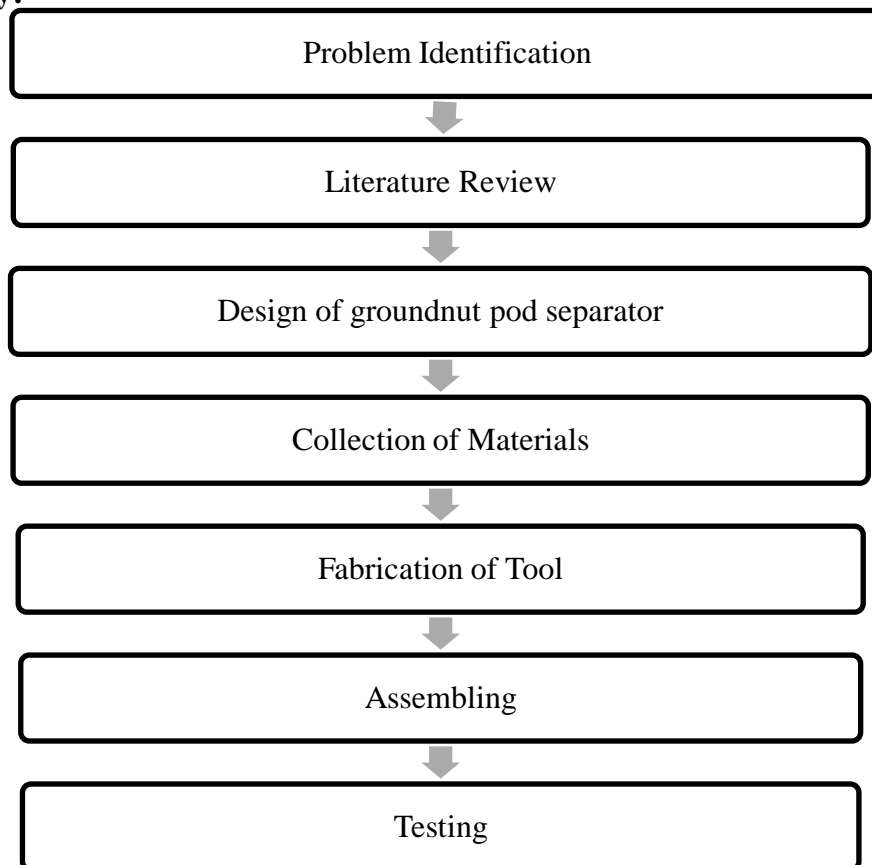 y.
Problem Identification
Literature Review
Design of groundnut pod separator
Collection of Materials
Fabrication of Tool
Assembling
Testing